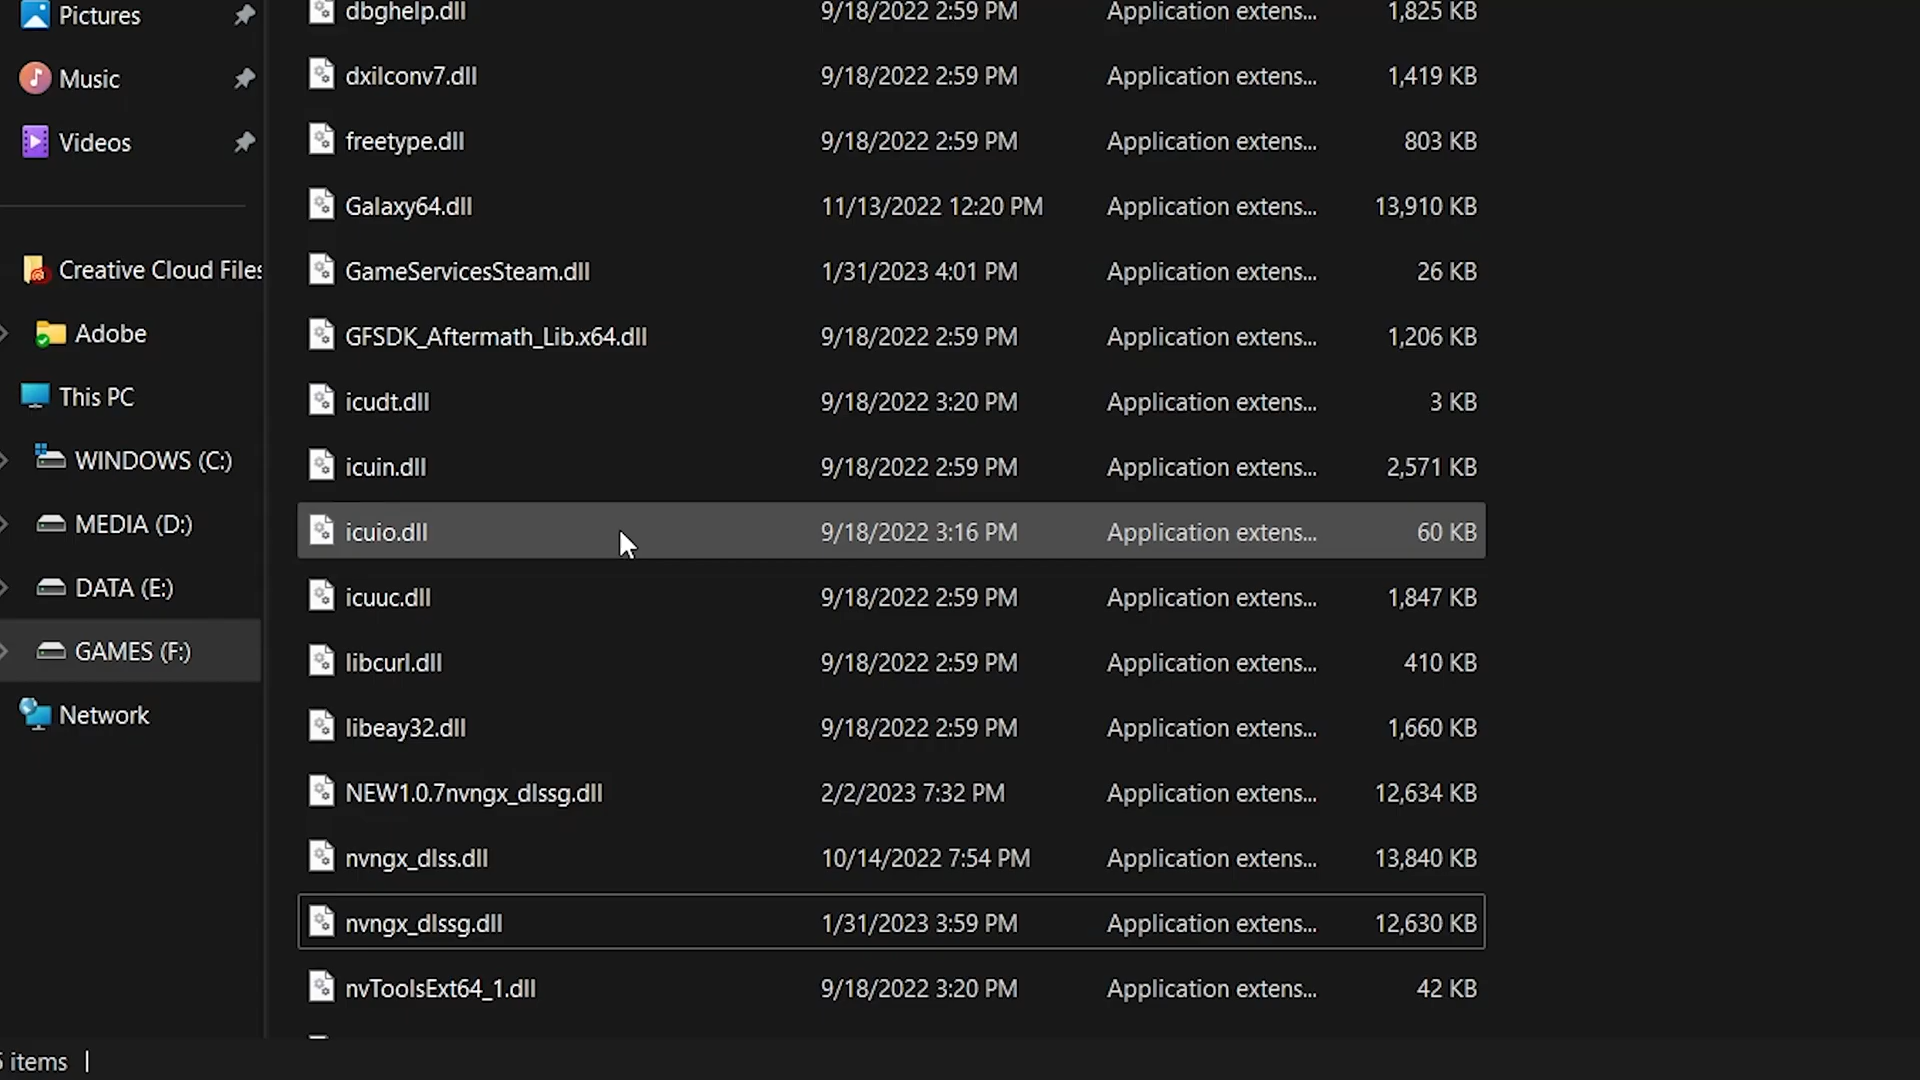 Pictures
Music
Videos
Creative Cloud Files
Adobe
This PC
WINDOWS (C:)
MEDIA (D:)
DATA (E:)
GAMES (F:)
Network
dbghelp.dll 9/18/2022 2:59 PM Application extens... 1,825 KB
dxilconv7.dll 9/18/2022 2:59 PM Application extens... 1,419 KB
freetype.dll 9/18/2022 2:59 PM Application extens... 803 KB
Galaxy64.dll 11/13/2022 12:20 PM Application extens... 13,910 KB
GameServicesSteam.dll 1/31/2023 4:01 PM Application extens... 26 KB
GFSDK_Aftermath_Lib.x64.dll 9/18/2022 2:59 PM Application extens... 1,206 KB
icudt.dll 9/18/2022 3:20 PM Application extens... 3 KB
icuin.dll 9/18/2022 2:59 PM Application extens... 2,571 KB
icuio.dll 9/18/2022 3:16 PM Application extens... 60 KB
icuuc.dll 9/18/2022 2:59 PM Application extens... 1,847 KB
libcurl.dll 9/18/2022 2:59 PM Application extens... 410 KB
libeay32.dll 9/18/2022 2:59 PM Application extens... 1,660 KB
NEW1.0.7nvngx_dlssg.dll 2/2/2023 7:32 PM Application extens... 12,634 KB
nvngx_dlss.dll 10/14/2022 7:54 PM Application extens... 13,840 KB
nvngx_dlssg.dll 1/31/2023 3:59 PM Application extens... 12,630 KB
nvToolsExt64_1.dll 9/18/2022 3:20 PM Application extens... 42 KB
items